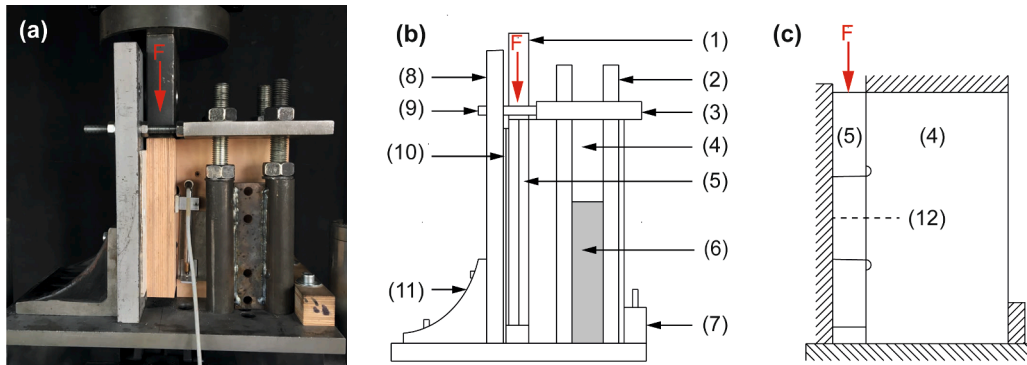 (a)
F
(b)
F
(1)
(8)
(2)
(9)
(3)
(10)
(4)
(5)
(6)
(11)
(7)
(c)
F
(5)
(4)
(12)